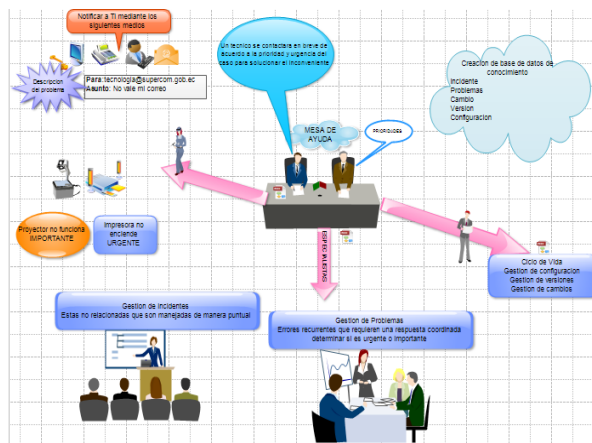 Notificar a TI mediante los
siguientes medios
Descripcion
del problema
Para:tecnologia@supercom.gob.ec
Asunto: No vale mi correo
Un tecnico se contactara en breve de
acuerdo a la prioridad y urgencia del
caso para solucionar el inconveniente
MESA DE
AYUDA
PRIORIDADES
Creacion de base de datos de
conocimiento
Incidente
Problemas
Cambio
Version
Configuracion
Proyector no funciona
IMPORTANTE
Impresora no
enciende
URGENTE
Ciclo de Vida
Gestion de configuracion
Gestion de versiones
Gestion de cambios
Gestion de Incidentes
Estas no relacionadas que son manejadas de manera puntual
Gestion de Problemas
Errores recurrentes que requieren una respuesta coordinada
determinar si es urgente o importante